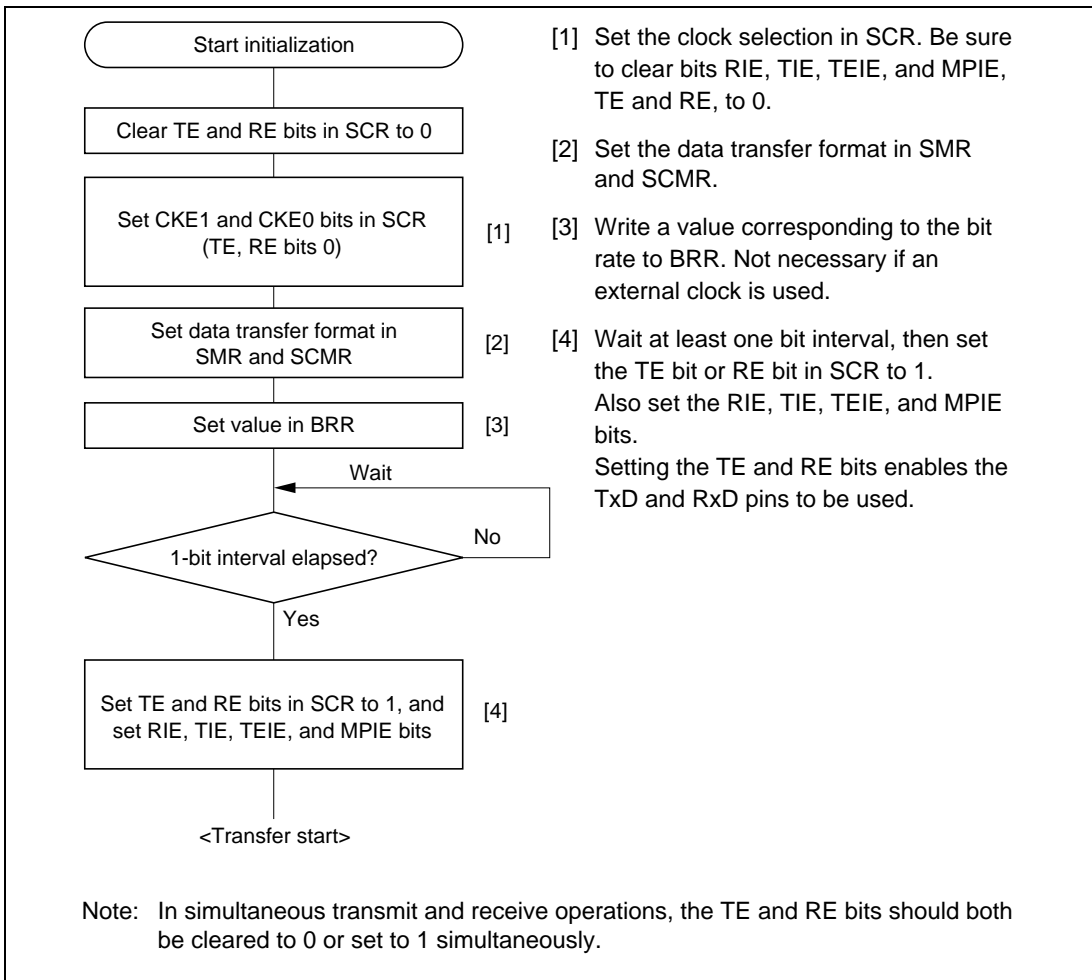 Start initialization
Clear TE and RE bits in SCR to 0
Set CKE1 and CKE0 bits in SCR
(TE, RE bits 0)
[1]
Set data transfer format in
SMR and SCMR
[2]
Set value in BRR
[3]
Wait
No
1-bit interval elapsed?
Yes
Set TE and RE bits in SCR to 1, and
set RIE, TIE, TEIE, and MPIE bits
[4]
<Transfer start>
[1] Set the clock selection in SCR. Be sure
to clear bits RIE, TIE, TEIE, and MPIE,
TE and RE, to 0.
[2] Set the data transfer format in SMR
and SCMR.
[3] Write a value corresponding to the bit
rate to BRR. Not necessary if an
external clock is used.
[4] Wait at least one bit interval, then set
the TE bit or RE bit in SCR to 1.
Also set the RIE, TIE, TEIE, and MPIE
bits.
Setting the TE and RE bits enables the
TxD and RxD pins to be used.
Note: In simultaneous transmit and receive operations, the TE and RE bits should both
be cleared to 0 or set to 1 simultaneously.